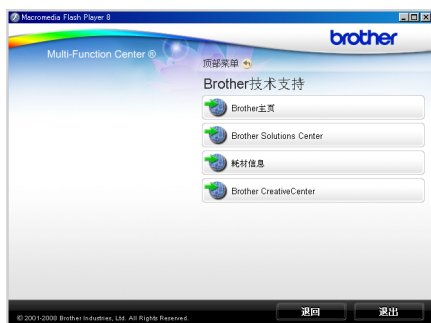 Macromedia Flash Player 8
brother
Multi-Function Center ®
顶部菜单
Brother技术支持
Brother主页
Brother Solutions Center
耗材信息
Brother CreativeCenter
退回
退出
© 2001-2008 Brother Industries, Ltd. All Rights Reserved.